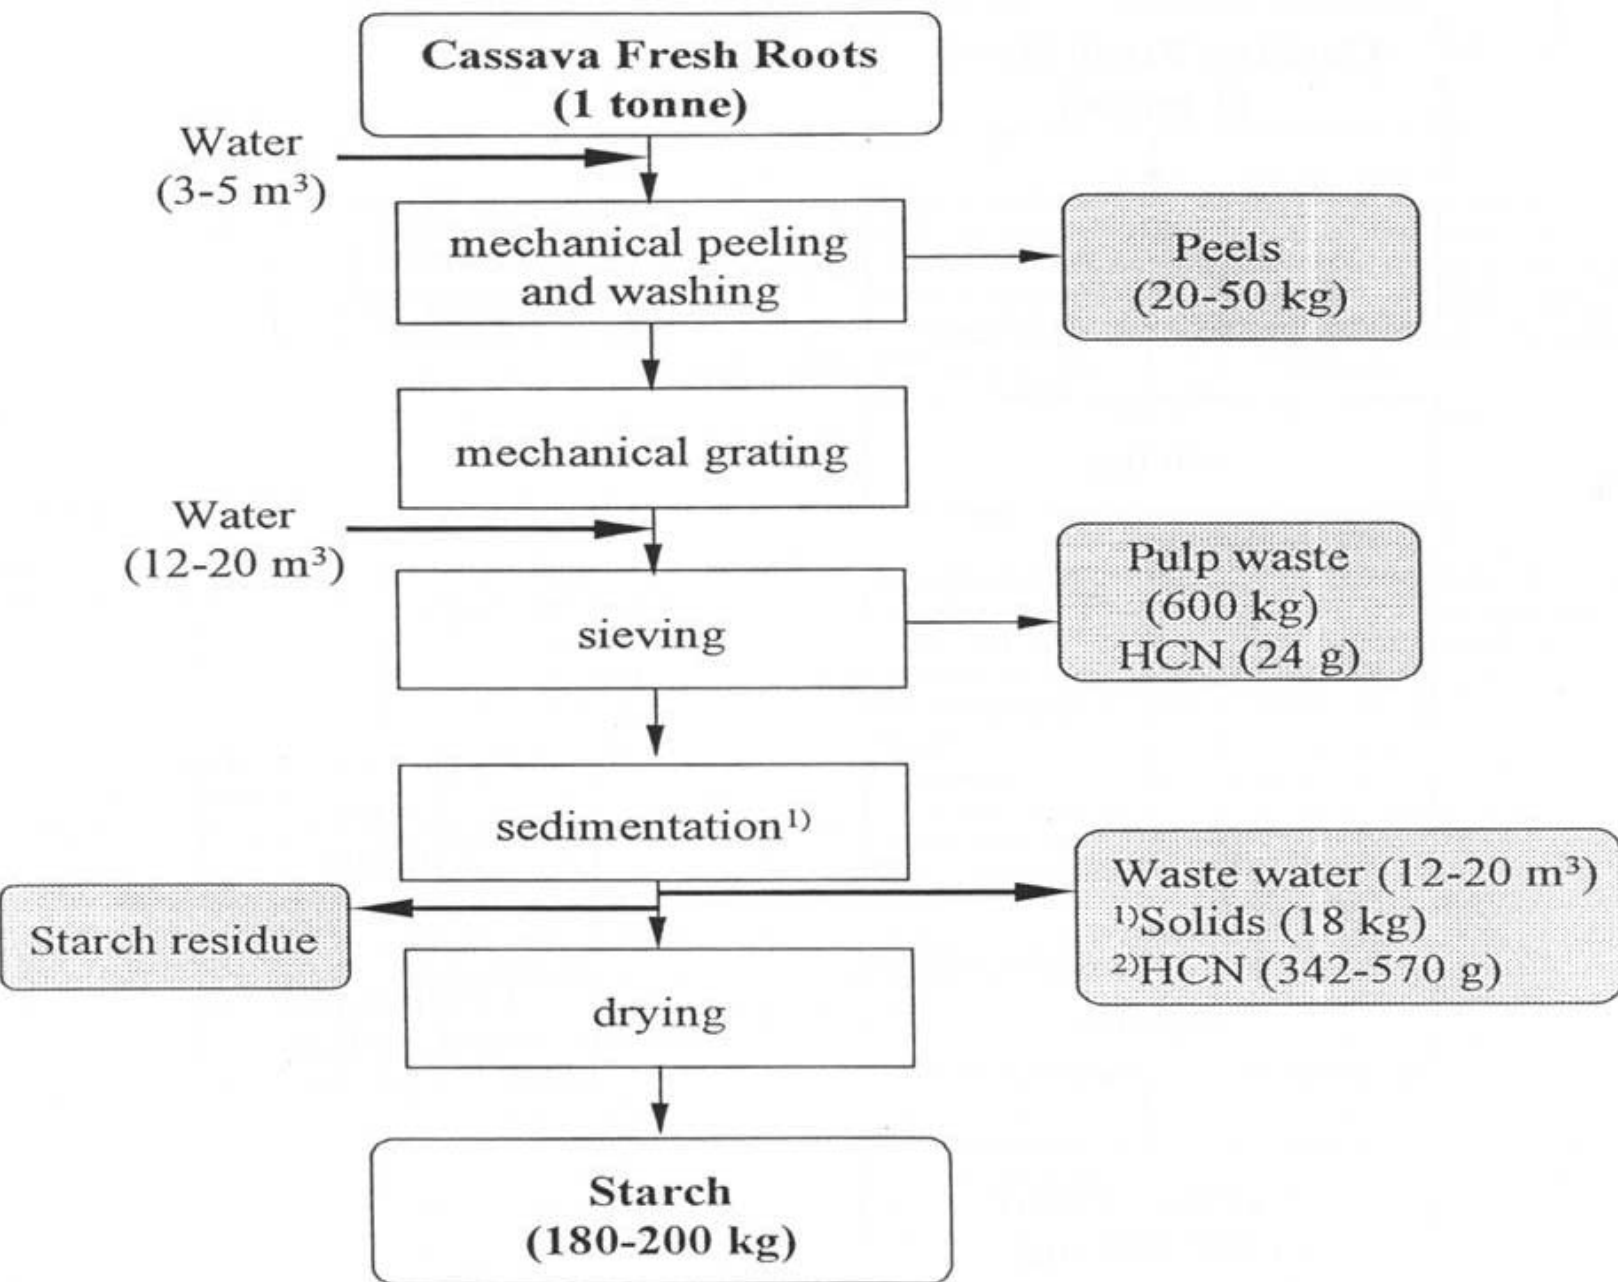 Cassava Fresh Roots
(1 tonne)
Water
(3-5 m³)
mechanical peeling
and washing
Peels
(20-50 kg)
mechanical grating
Water
(12-20 m³)
sieving
Pulp waste
(600 kg)
HCN (24 g)
sedimentation¹⁾
Waste water (12-20 m³)
¹⁾Solids (18 kg)
²⁾HCN (342-570 g)
Starch residue
drying
Starch
(180-200 kg)